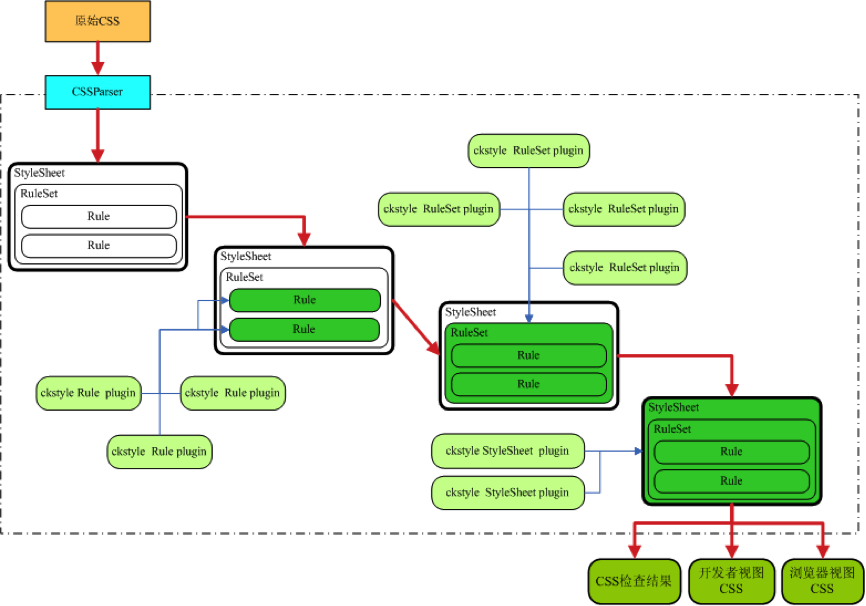 原始CSS
CSSParser
StyleSheet
RuleSet
Rule
Rule
ckstyle RuleSet plugin
ckstyle RuleSet plugin
ckstyle RuleSet plugin
ckstyle RuleSet plugin
StyleSheet
RuleSet
Rule
Rule
StyleSheet
RuleSet
Rule
Rule
ckstyle Rule plugin
ckstyle Rule plugin
ckstyle Rule plugin
StyleSheet
RuleSet
Rule
Rule
ckstyle StyleSheet plugin
ckstyle StyleSheet plugin
CSS检查结果
开发者视图
CSS
浏览器视图
CSS